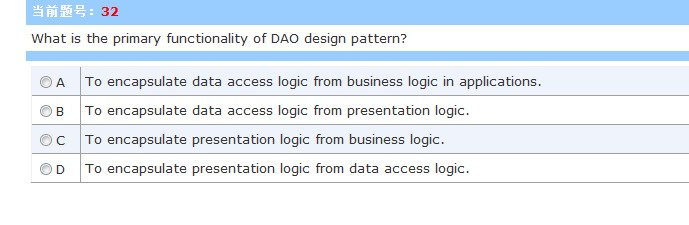 当前题号：32
What is the primary functionality of DAO design pattern?
A To encapsulate data access logic from business logic in applications.
B To encapsulate data access logic from presentation logic.
C To encapsulate presentation logic from business logic.
D To encapsulate presentation logic from data access logic.